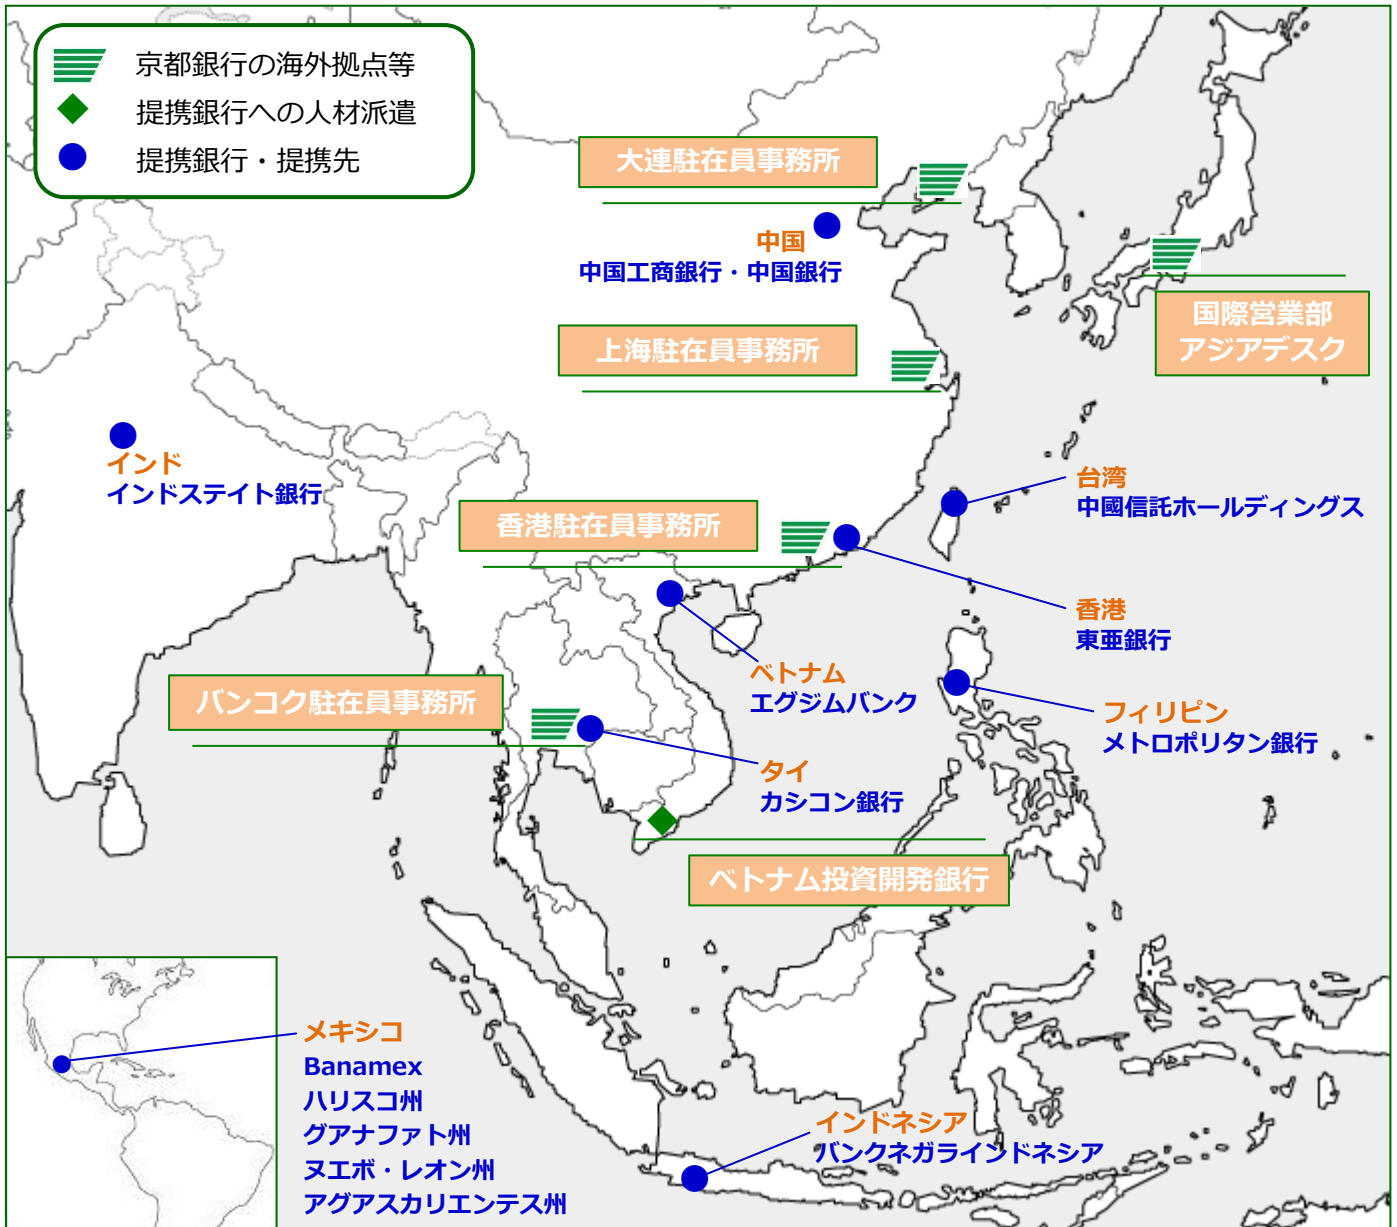 京都銀行の海外拠点等
提携銀行への人材派遣
提携銀行・提携先
大連駐在員事務所
中国
中国工商銀行・中国銀行
国際営業部
アジアデスク
上海駐在員事務所
インド
インドステイト銀行
台湾
中國信託ホールディングス
香港駐在員事務所
香港
東亜銀行
ベトナム
エグジムバンク
バンコク駐在員事務所
フィリピン
メトロポリタン銀行
タイ
カシコン銀行
ベトナム投資開発銀行
メキシコ
Banamex
ハリスコ州
グアナファト州
ヌエボ・レオン州
アグアスカリエンテス州
インドネシア
バンクネガラインドネシア